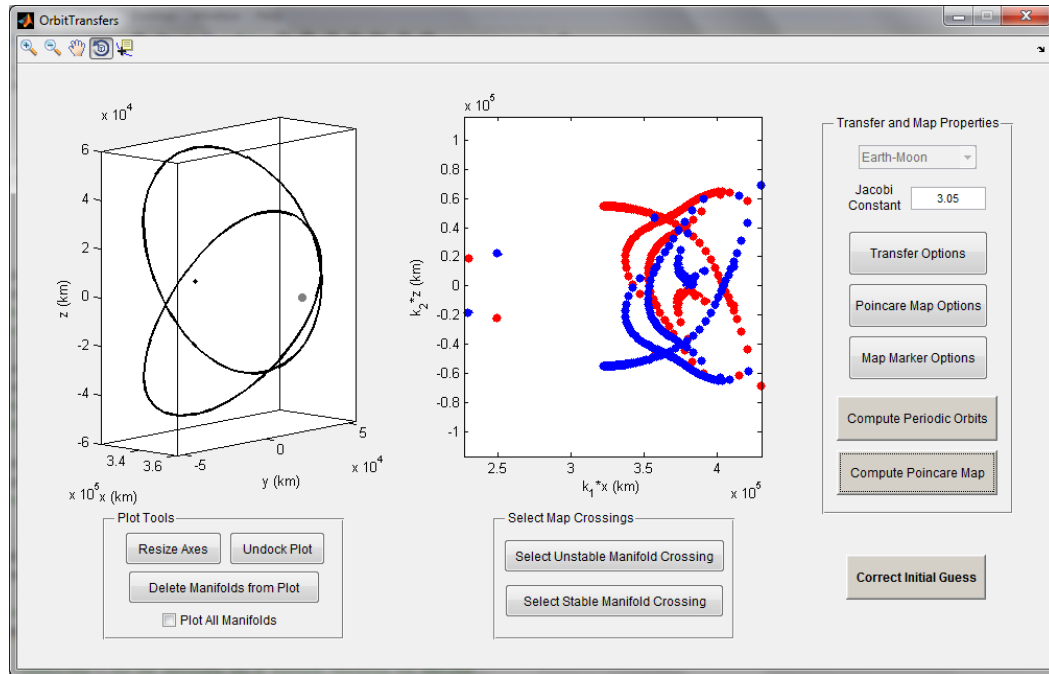 OrbitTransfers
x 10^4
6
4
2
0
-2
-4
-6
z (km)
3.4
3.6
x 10^5
x (km)
-5
0
5
x 10^4
y (km)
x 10^5
1
0.8
0.6
0.4
0.2
0
-0.2
-0.4
-0.6
-0.8
-1
k_2*z (km)
2.5
3
3.5
4
x 10^5
k_1*x (km)
Transfer and Map Properties
Earth-Moon
Jacobi
Constant
3.05
Transfer Options
Poincare Map Options
Map Marker Options
Compute Periodic Orbits
Compute Poincare Map
Plot Tools
Resize Axes
Undock Plot
Delete Manifolds from Plot
Plot All Manifolds
Select Map Crossings
Select Unstable Manifold Crossing
Select Stable Manifold Crossing
Correct Initial Guess